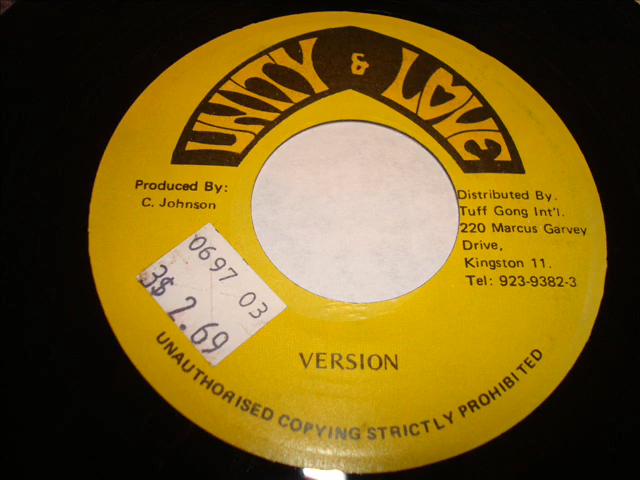 UNITY & LOVE
Produced By:
C. Johnson
Distributed By.
Tuff Gong Int'l.
220 Marcus Garvey
Drive,
Kingston 11.
Tel: 923-9382-3
0697 03
3$ 2.69
VERSION
UNAUTHORISED COPYING STRICTLY PROHIBITED